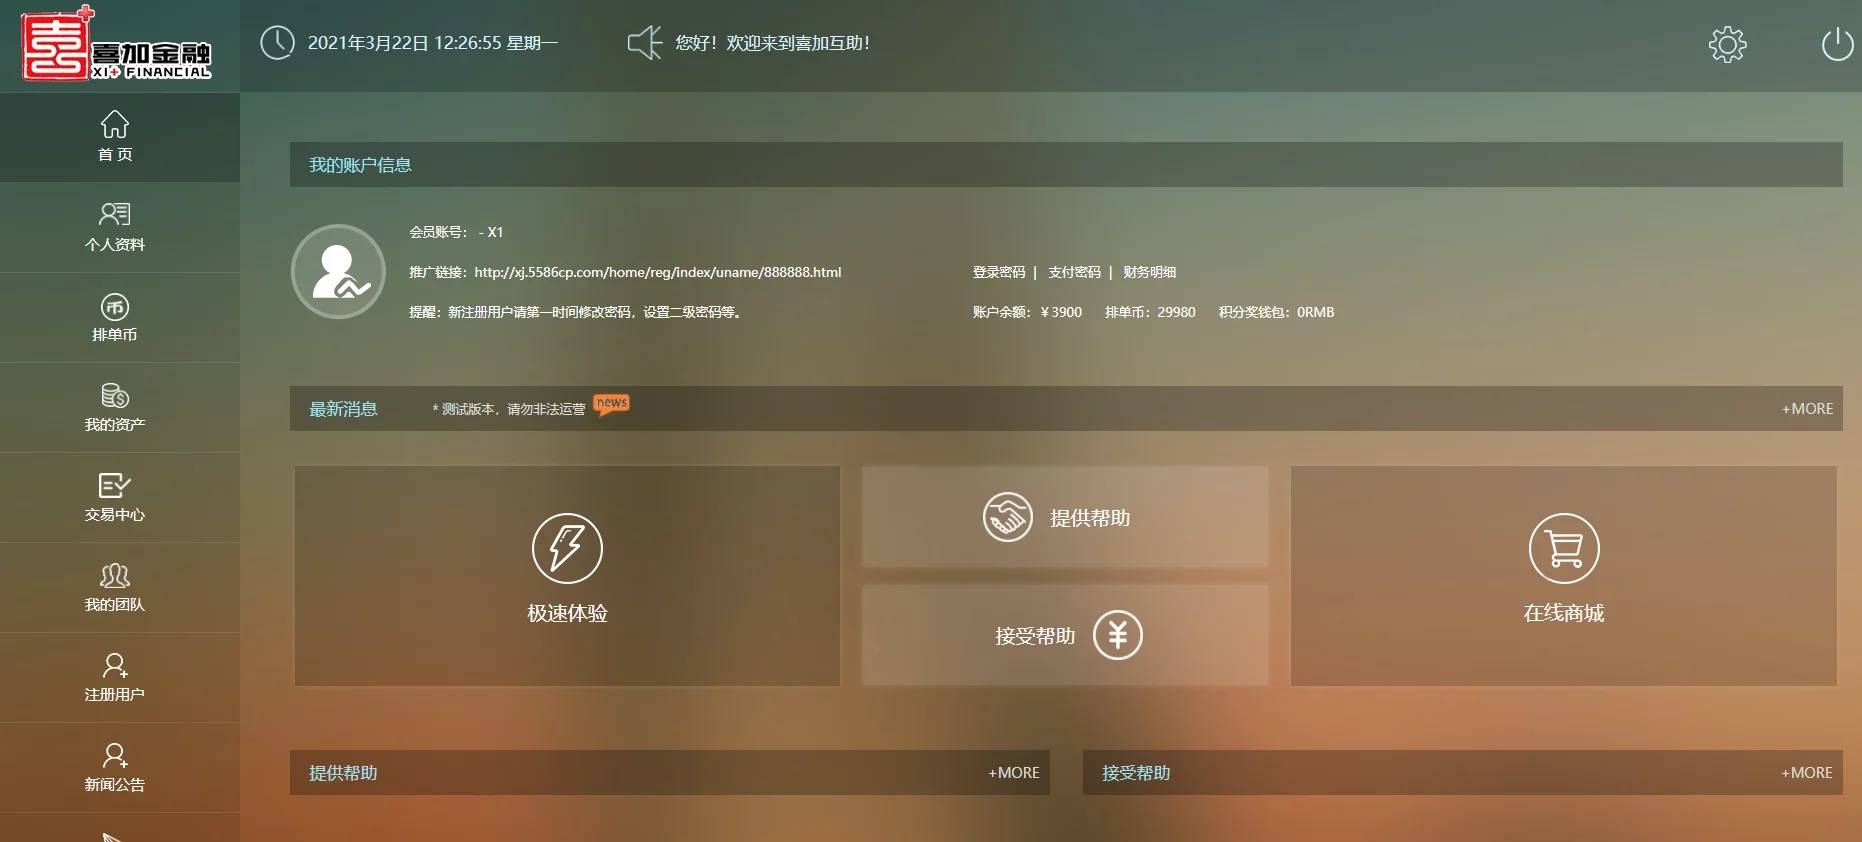 喜加金融
XI+ FINANCIAL
2021年3月22日 12:26:55 星期一
您好！欢迎来到喜加互助！
首 页
个人资料
币
排单币
我的资产
交易中心
我的团队
注册用户
新闻公告
我的账户信息
会员账号： - X1
推广链接：http://xj.5586cp.com/home/reg/index/uname/888888.html
登录密码 | 支付密码 | 财务明细
提醒：新注册用户请第一时间修改密码，设置二级密码等。
账户余额：￥3900 排单币：29980 积分奖钱包：0RMB
最新消息
* 测试版本，请勿非法运营
news
+MORE
极速体验
提供帮助
接受帮助
¥
在线商城
提供帮助
+MORE
接受帮助
+MORE